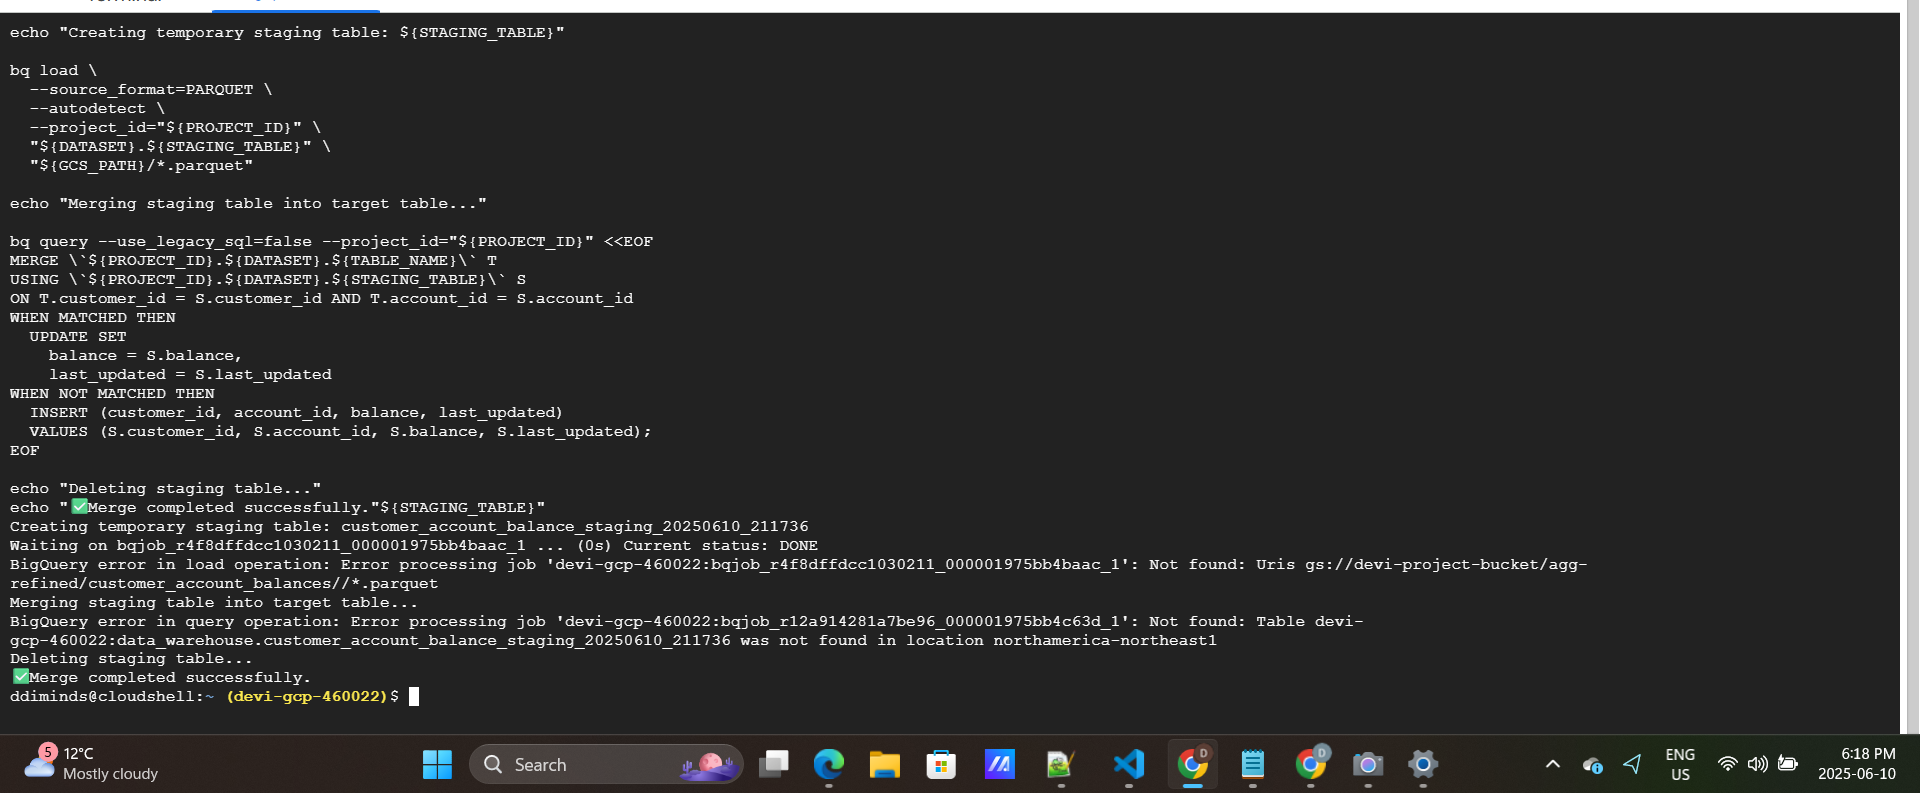 echo "Creating temporary staging table: ${STAGING_TABLE}"
bq load \
--source_format=PARQUET \
--autodetect \
--project_id="${PROJECT_ID}" \
"${DATASET}.${STAGING_TABLE}" \
"${GCS_PATH}/*.parquet"
echo "Merging staging table into target table..."
bq query --use_legacy_sql=false --project_id="${PROJECT_ID}" <<EOF
MERGE \`${PROJECT_ID}.${DATASET}.${TABLE_NAME}\` T
USING \`${PROJECT_ID}.${DATASET}.${STAGING_TABLE}\` S
ON T.customer_id = S.customer_id AND T.account_id = S.account_id
WHEN MATCHED THEN
UPDATE SET
balance = S.balance,
last_updated = S.last_updated
WHEN NOT MATCHED THEN
INSERT (customer_id, account_id, balance, last_updated)
VALUES (S.customer_id, S.account_id, S.balance, S.last_updated);
EOF
echo "Deleting staging table..."
echo "✅Merge completed successfully."${STAGING_TABLE}"
Creating temporary staging table: customer_account_balance_staging_20250610_211736
Waiting on bqjob_r4f8dffdcc1030211_000001975bb4baac_1 ... (0s) Current status: DONE
BigQuery error in load operation: Error processing job 'devi-gcp-460022:bqjob_r4f8dffdcc1030211_000001975bb4baac_1': Not found: Uris gs://devi-project-bucket/agg-
refined/customer_account_balances//*.parquet
Merging staging table into target table...
BigQuery error in query operation: Error processing job 'devi-gcp-460022:bqjob_r12a914281a7be96_000001975bb4c63d_1': Not found: Table devi-
gcp-460022:data_warehouse.customer_account_balance_staging_20250610_211736 was not found in location northamerica-northeast1
Deleting staging table...
✅Merge completed successfully.
ddiminds@cloudshell:~ (devi-gcp-460022)$
5
12°C
Mostly cloudy
Search
D
D
ENG
US
6:18 PM
2025-06-10